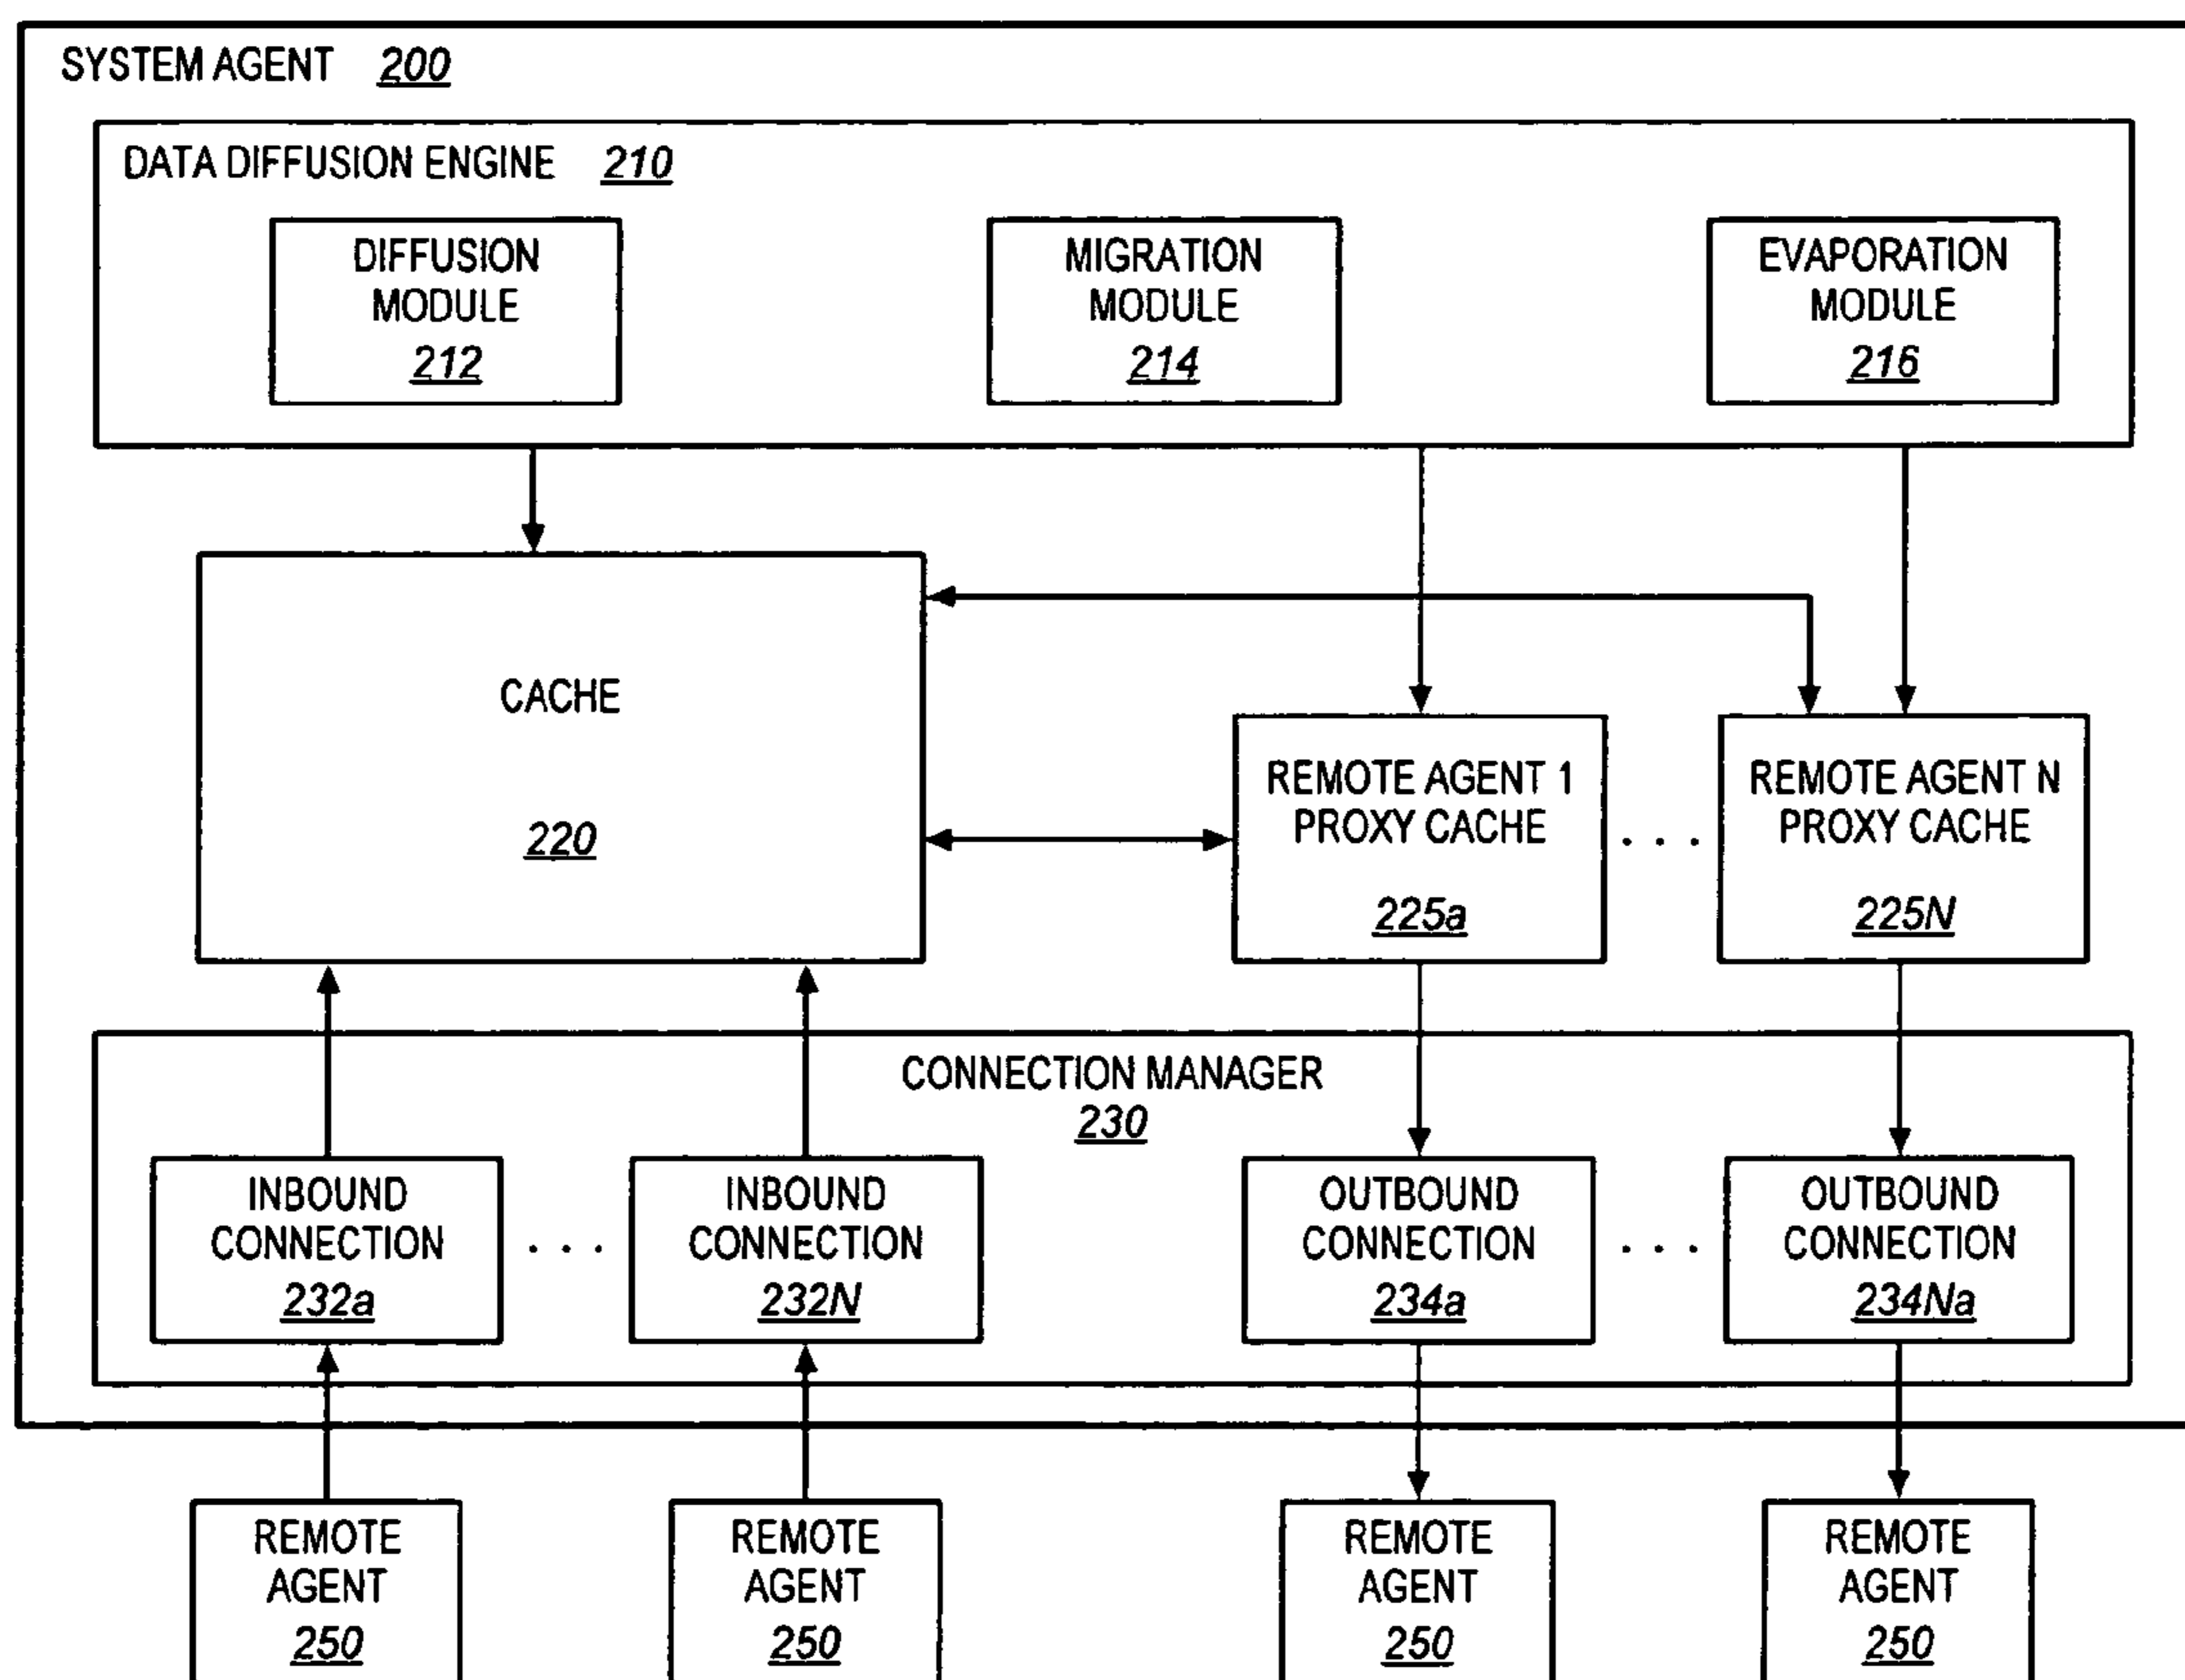 SYSTEM AGENT 200
DATA DIFFUSION ENGINE 210
DIFFUSION
MODULE
212
MIGRATION
MODULE
214
EVAPORATION
MODULE
216
CACHE
220
REMOTE AGENT 1
PROXY CACHE
225a
. . .
REMOTE AGENT N
PROXY CACHE
225N
CONNECTION MANAGER
230
INBOUND
CONNECTION
232a
. . .
INBOUND
CONNECTION
232N
OUTBOUND
CONNECTION
234a
. . .
OUTBOUND
CONNECTION
234Na
REMOTE
AGENT
250
REMOTE
AGENT
250
REMOTE
AGENT
250
REMOTE
AGENT
250